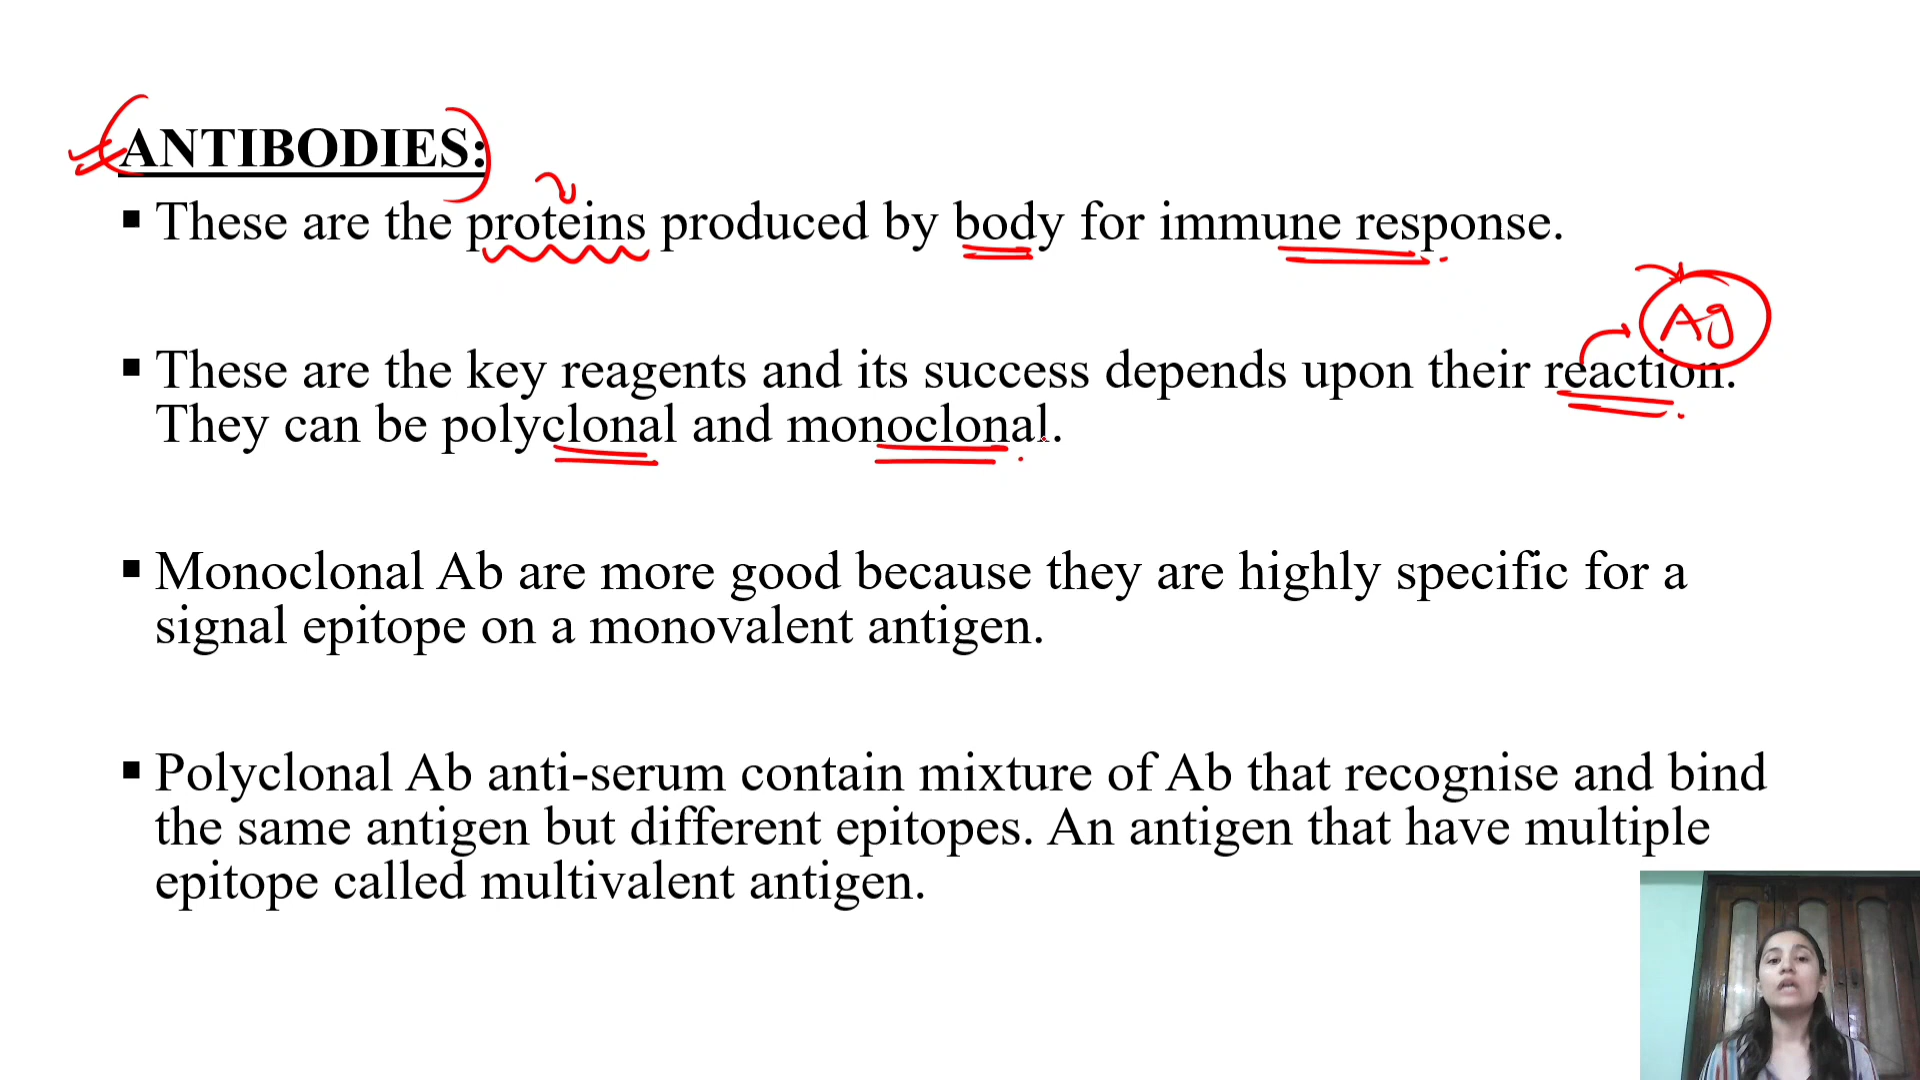 ANTIBODIES:
▪ These are the proteins produced by body for immune response.
Ag
▪ These are the key reagents and its success depends upon their reaction.
They can be polyclonal and monoclonal.
▪ Monoclonal Ab are more good because they are highly specific for a
signal epitope on a monovalent antigen.
▪ Polyclonal Ab anti-serum contain mixture of Ab that recognise and bind
the same antigen but different epitopes. An antigen that have multiple
epitope called multivalent antigen.